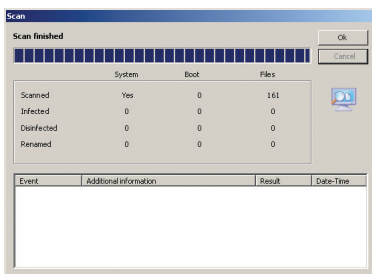 Scan
Scan finished
Ok
Cancel
System Boot Files
Scanned Yes 0 161
Infected 0 0 0
Disinfected 0 0 0
Renamed 0 0 0
Event Additional information Result Date-Time